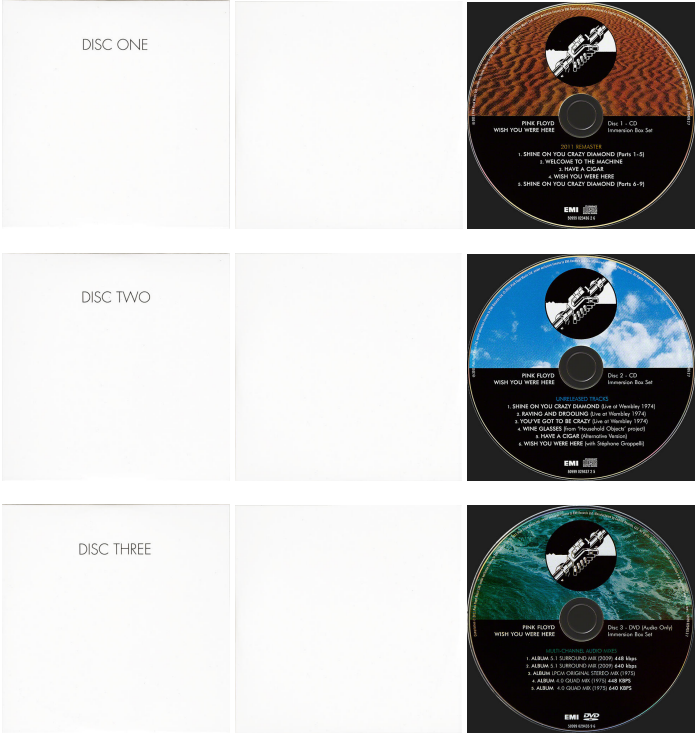 DISC ONE
PINK FLOYD
WISH YOU WERE HERE
Disc 1 - CD
Immersion Box Set
2011 REMASTER
1. SHINE ON YOU CRAZY DIAMOND (Parts 1-5)
2. WELCOME TO THE MACHINE
3. HAVE A CIGAR
4. WISH YOU WERE HERE
5. SHINE ON YOU CRAZY DIAMOND (Parts 6-9)
EMI
DISC TWO
PINK FLOYD
WISH YOU WERE HERE
Disc 2 - CD
Immersion Box Set
UNRELEASED TRACKS
1. SHINE ON YOU CRAZY DIAMOND (Live at Wembley 1974)
2. RAVING AND DROOLING (Live at Wembley 1974)
3. YOU'VE GOT TO BE CRAZY (Live at Wembley 1974)
4. WINE GLASSES (from 'Household Objects' project)
5. HAVE A CIGAR (Alternative Version)
6. WISH YOU WERE HERE (with Stéphane Grappelli)
EMI
DISC THREE
PINK FLOYD
WISH YOU WERE HERE
Disc 3 - DVD (Audio Only)
Immersion Box Set
MULTI-CHANNEL AUDIO MIXES
1. ALBUM 5.1 SURROUND MIX (2009) 448 kbps
2. ALBUM 5.1 SURROUND MIX (2009) 640 kbps
3. ALBUM LPCM ORIGINAL STEREO MIX (1975)
4. ALBUM 4.0 QUAD MIX (1975) 448 KBPS
5. ALBUM 4.0 QUAD MIX (1975) 640 KBPS
EMI DVD